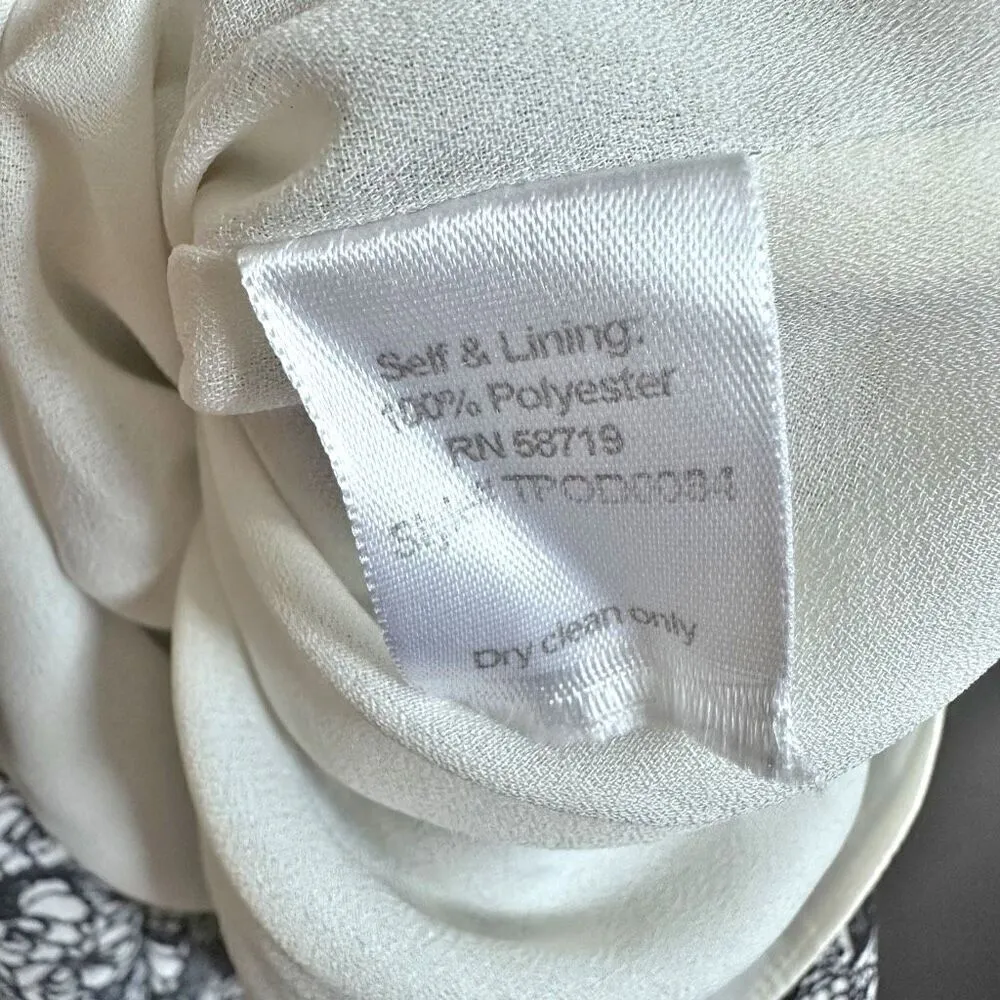 Self & Lining:
100% Polyester
RN 58719
Dry clean only